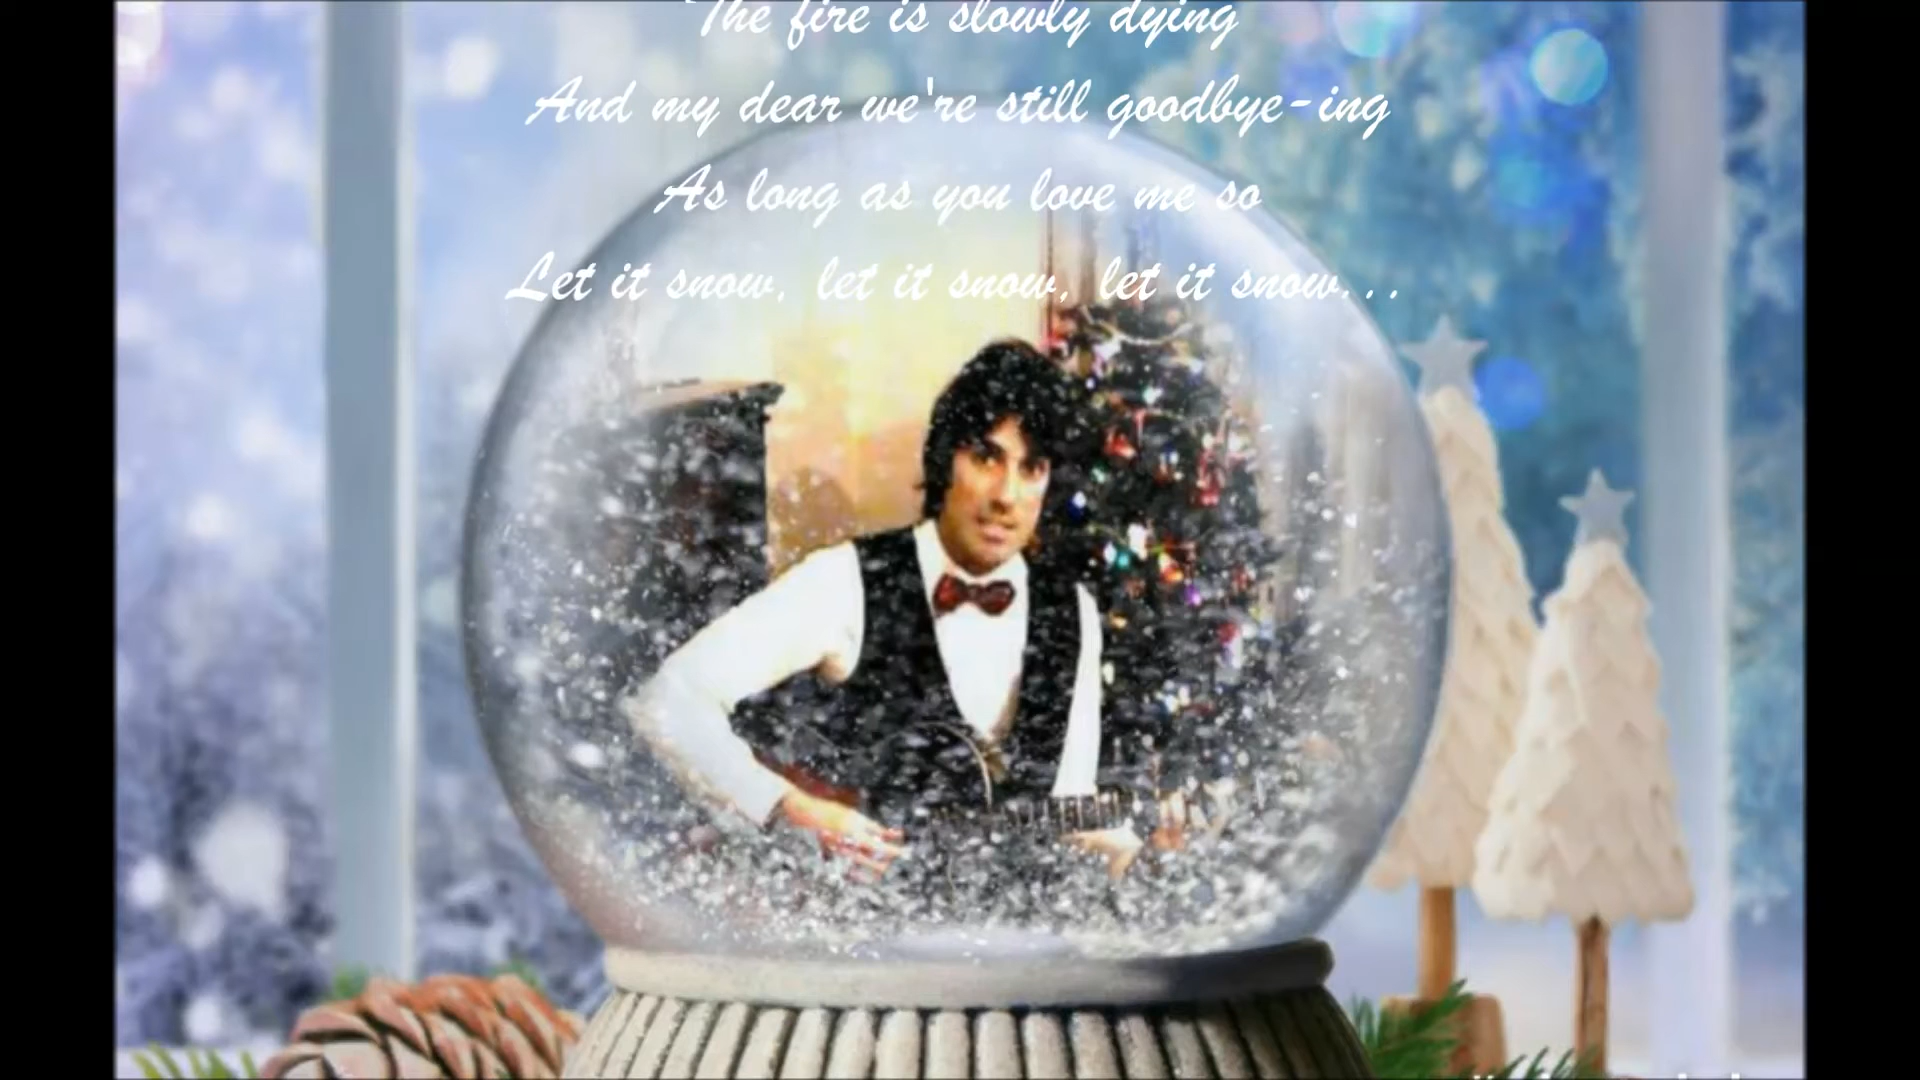 The fire is slowly dying
And my dear we're still goodbye-ing
As long as you love me so
Let it snow, let it snow, let it snow...